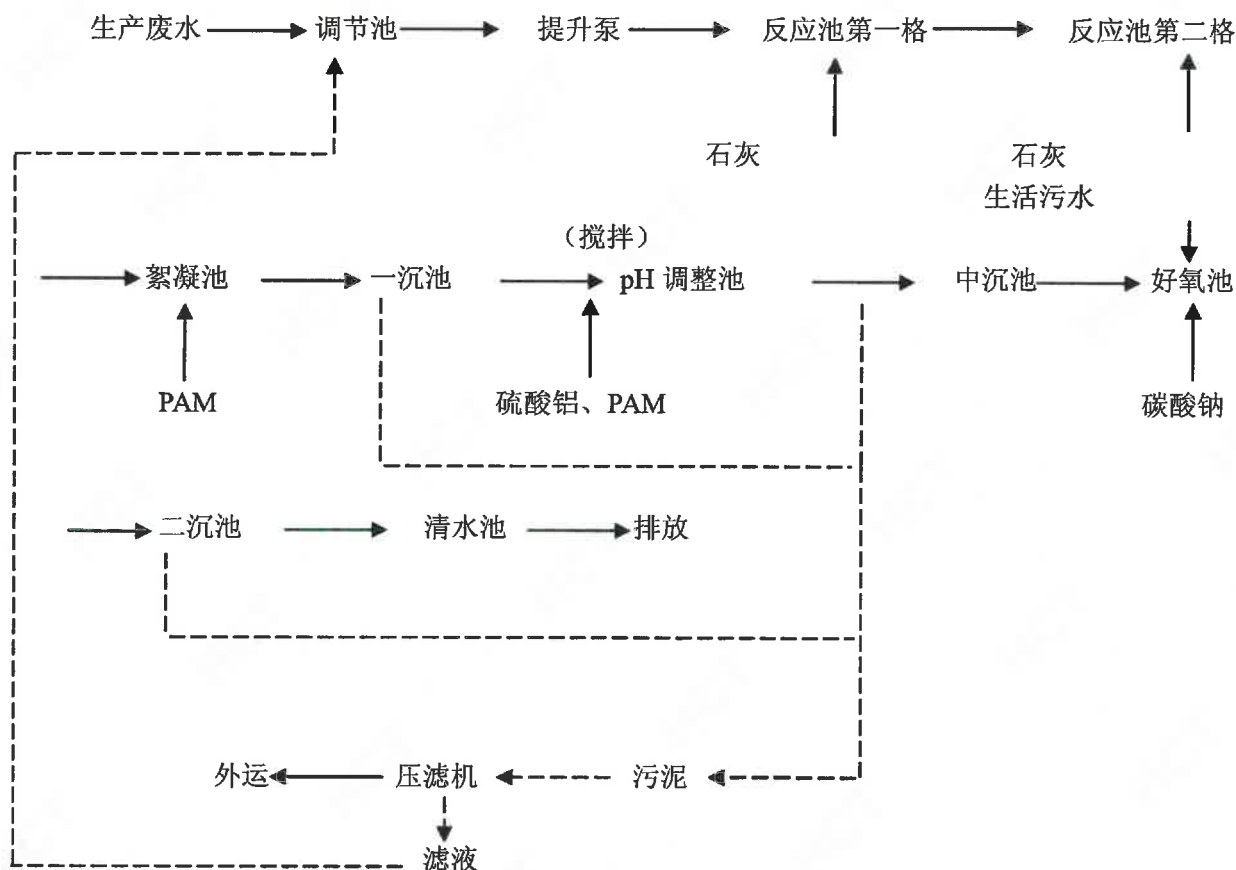 生产废水 调节池 提升泵 反应池第一格 反应池第二格
石灰 石灰
生活污水
（搅拌）
絮凝池 一沉池 pH 调整池 中沉池 好氧池
PAM 硫酸铝、PAM 碳酸钠
二沉池 清水池 排放
外运 压滤机 污泥
滤液